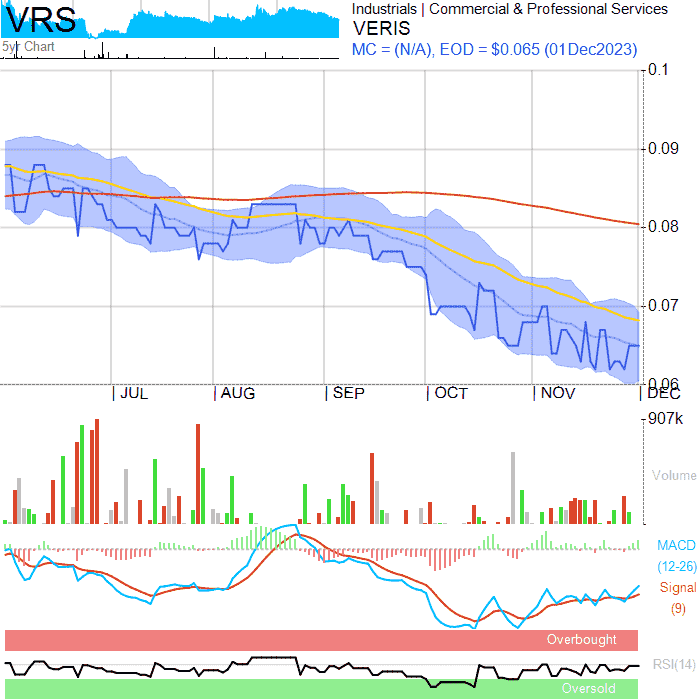 VRS
5yr Chart
Industrials | Commercial & Professional Services
VERIS
MC = (N/A), EOD = $0.065 (01Dec2023)
0.1
0.09
0.08
0.07
0.06
JUL AUG SEP OCT NOV DEC
907k
Volume
MACD
(12-26)
Signal
(9)
Overbought
RSI(14)
Oversold